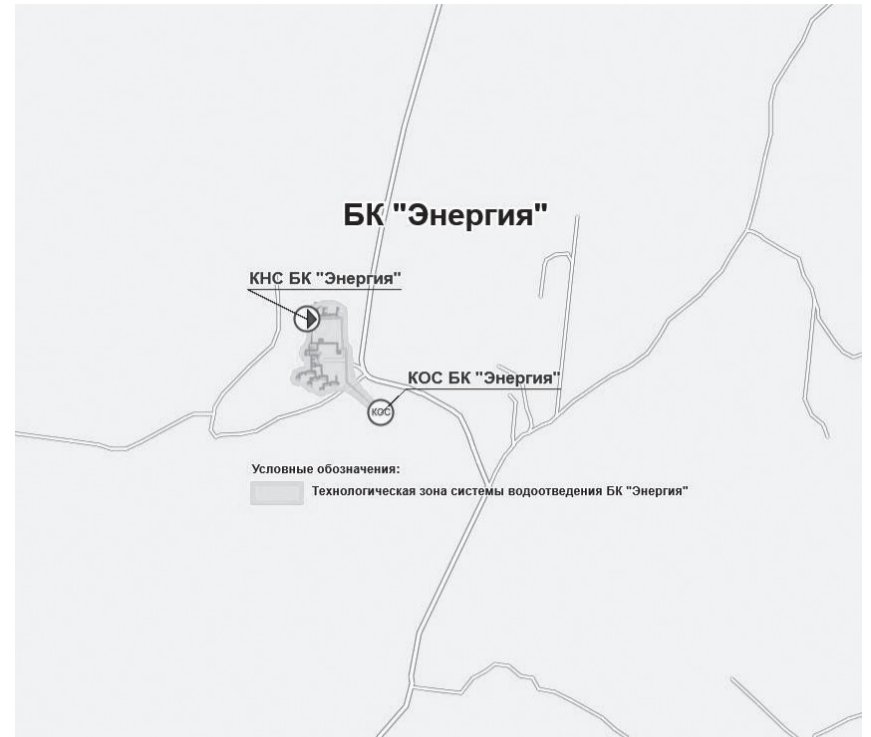 БК "Энергия"
КНС БК "Энергия"
КОС БК "Энергия"
КОС
Условные обозначения:
Технологическая зона системы водоотведения БК "Энергия"